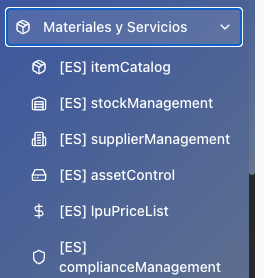 Materiales y Servicios
[ES] itemCatalog
[ES] stockManagement
[ES] supplierManagement
[ES] assetControl
[ES] lpuPriceList
[ES]
complianceManagement